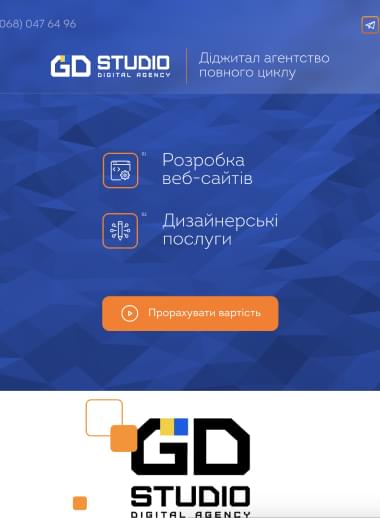 068) 047 64 96
GD STUDIO
DIGITAL AGENCY
Діджитал агентство
повного циклу
01
Розробка
веб-сайтів
02
Дизайнерські
послуги
Прорахувати вартість
GD
STUDIO
DIGITAL AGENCY